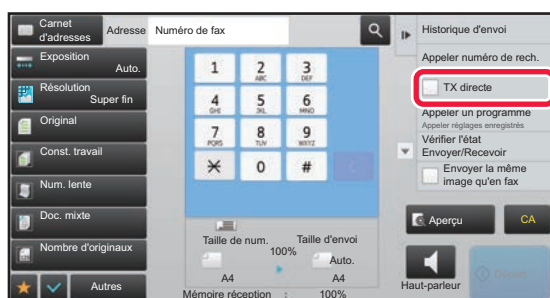 Carnet
d'adresses
Adresse
Numéro de fax
Exposition
Auto.
Résolution
Super fin
Original
Const. travail
Num. lente
Doc. mixte
Nombre d'originaux
Autres
1
2
ABC
3
DEF
4
GHI
5
JKL
6
MNO
7
PQRS
8
TUV
9
WXYZ
0
#
Taille de num.
100%
Taille d'envoi
Auto.
A4
A4
Mémoire réception : 100%
Historique d'envoi
Appeler numéro de rech.
TX directe
Appeler un programme
Appeler réglages enregistrés
Vérifier l'état
Envoyer/Recevoir
Envoyer la même
image qu'en fax
Aperçu
CA
Haut-parleur
Départ